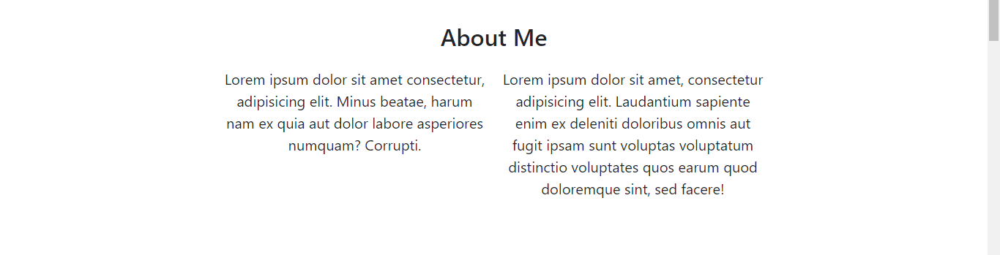 About Me
Lorem ipsum dolor sit amet consectetur,
adipisicing elit. Minus beatae, harum
nam ex quia aut dolor labore asperiores
numquam? Corrupti.
Lorem ipsum dolor sit amet, consectetur
adipisicing elit. Laudantium sapiente
enim ex deleniti doloribus omnis aut
fugit ipsam sunt voluptas voluptatum
distinctio voluptates quos earum quod
doloremque sint, sed facere!